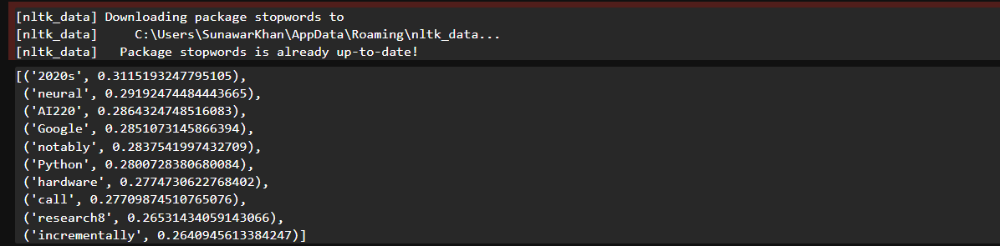 [nltk_data] Downloading package stopwords to
[nltk_data]     C:\Users\SunawarKhan\AppData\Roaming\nltk_data...
[nltk_data]   Package stopwords is already up-to-date!
[('2020s', 0.3115193247795105),
 ('neural', 0.29192474484443665),
 ('AI220', 0.2864324748516083),
 ('Google', 0.2851073145866394),
 ('notably', 0.2837541997432709),
 ('Python', 0.2800728380680084),
 ('hardware', 0.2774730622768402),
 ('call', 0.27709874510765076),
 ('research8', 0.26531434059143066),
 ('incrementally', 0.2640945613384247)]